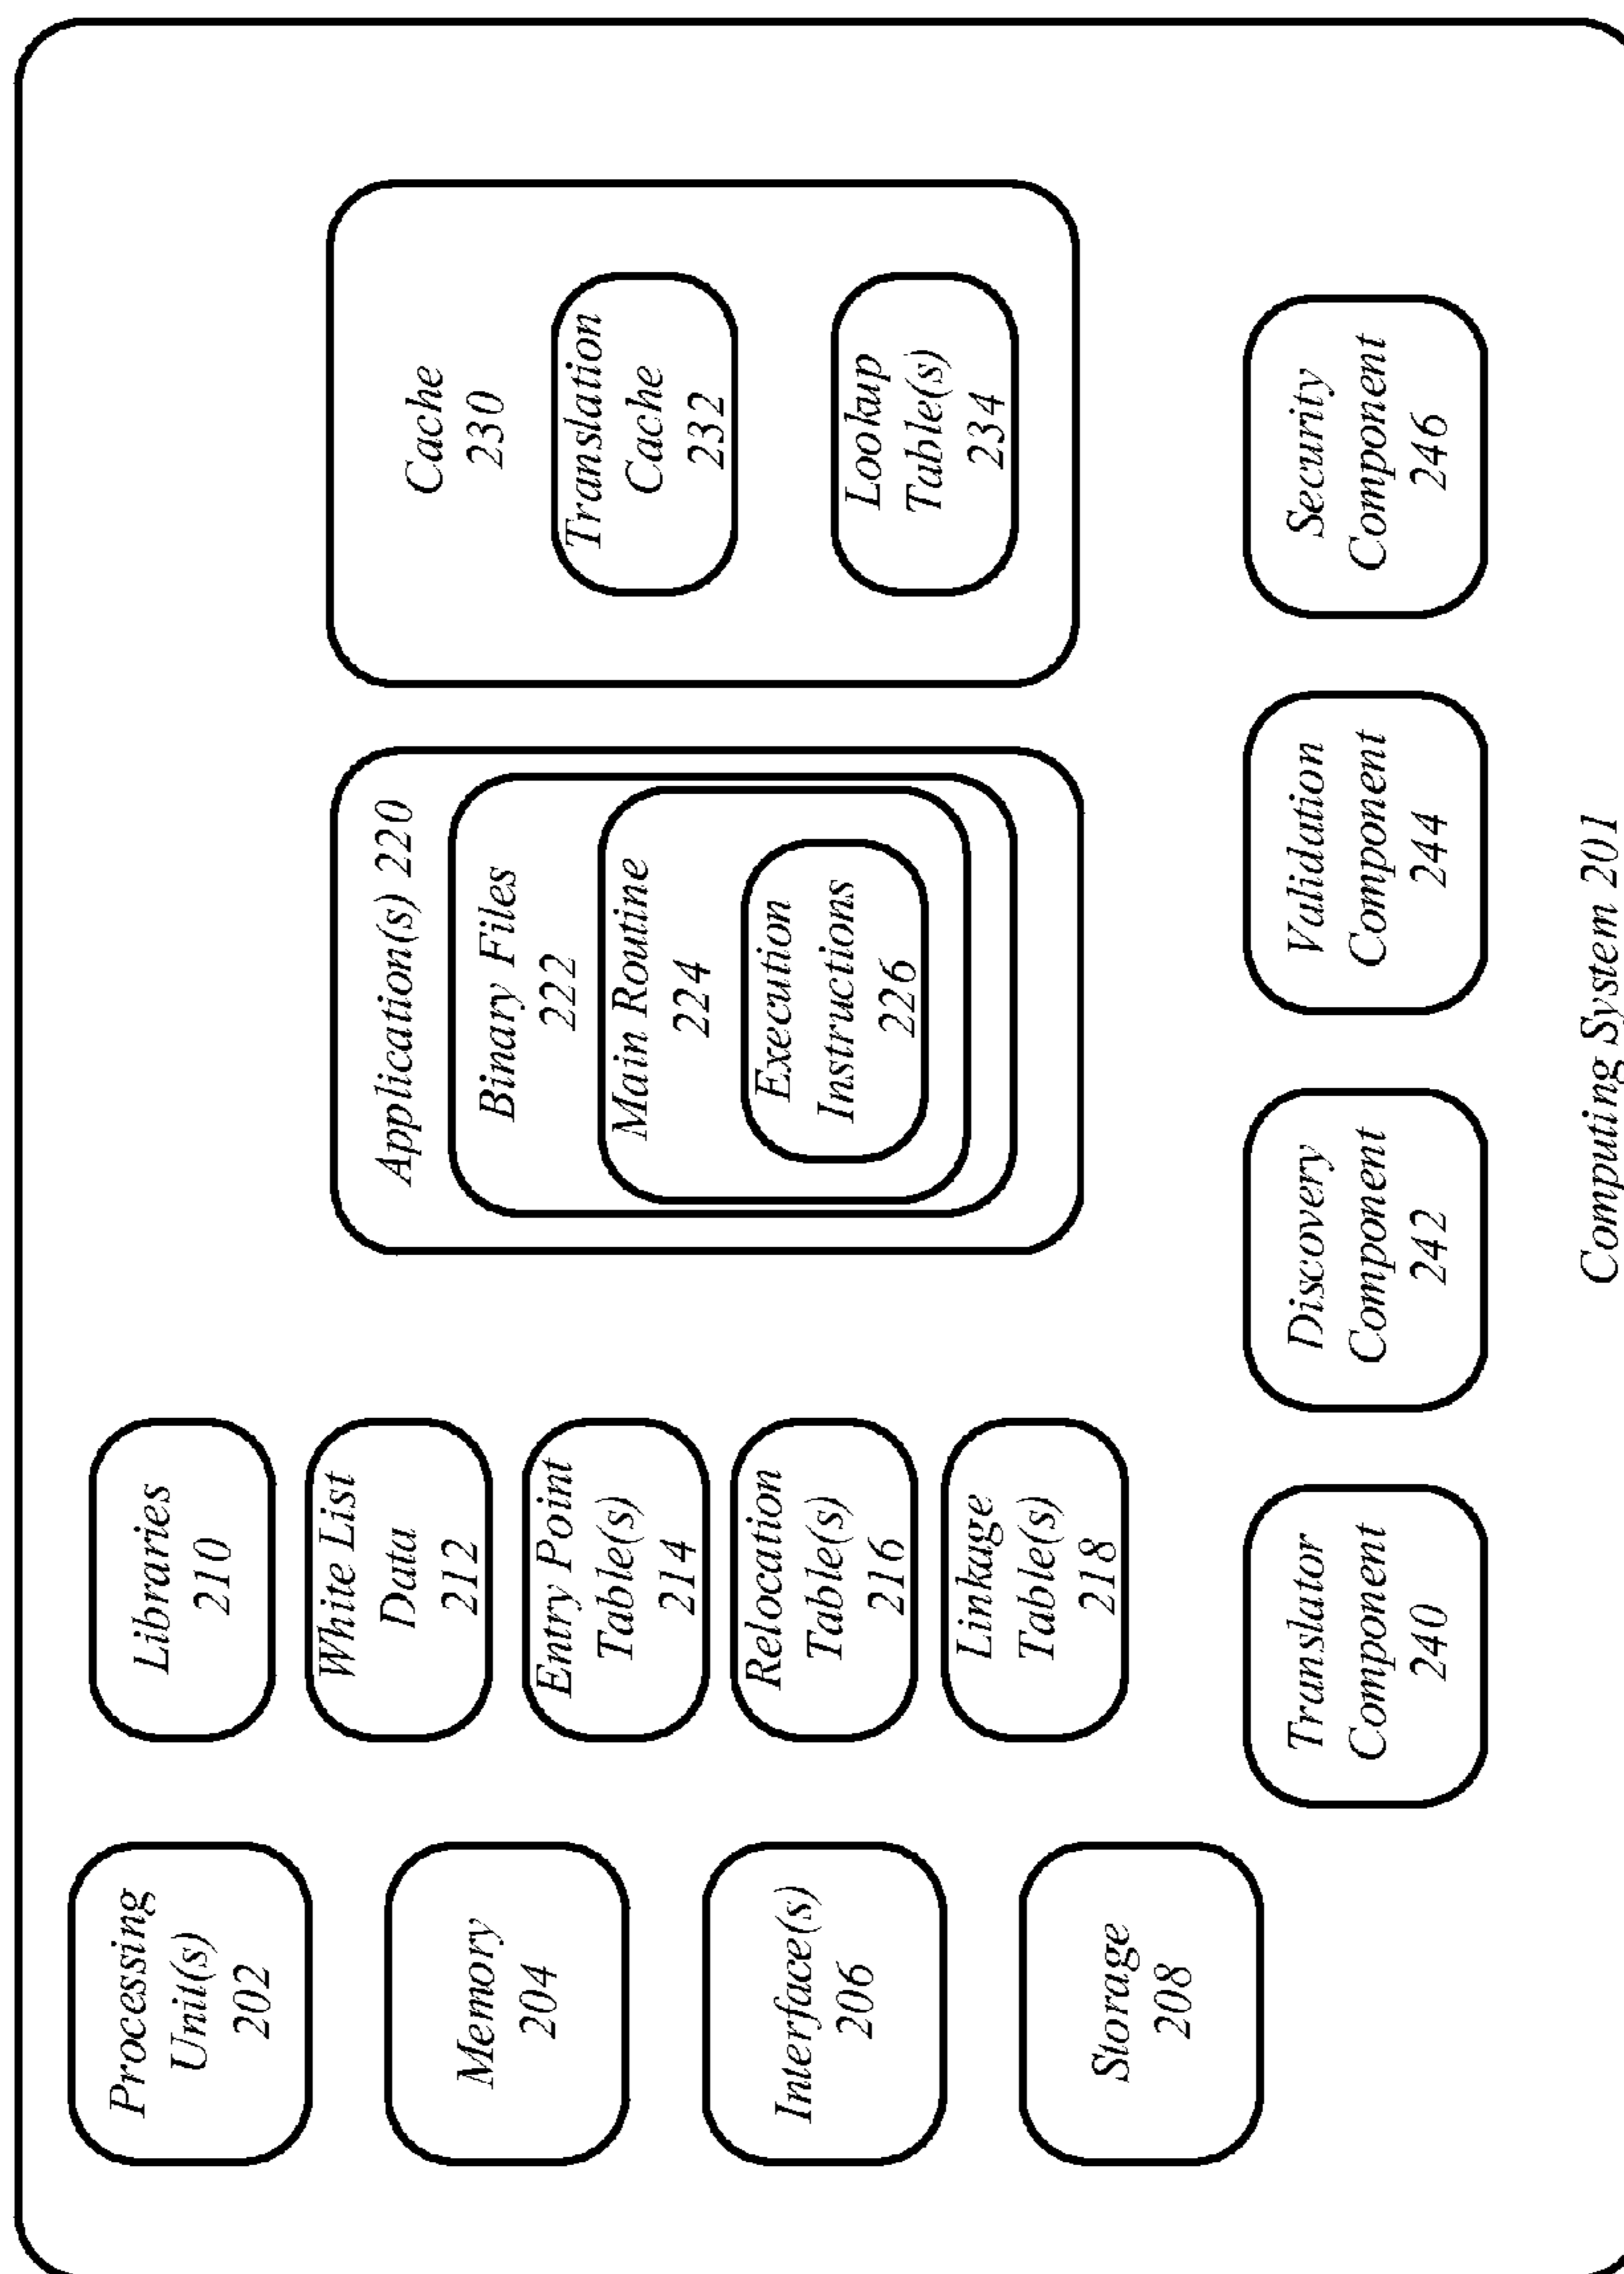 Processing
Unit(s)
202
Memory
204
Interface(s)
206
Storage
208
Libraries
210
White List
Data
212
Entry Point
Table(s)
214
Relocation
Table(s)
216
Linkage
Table(s)
218
Application(s) 220
Binary Files
222
Main Routine
224
Execution
Instructions
226
Cache
230
Translation
Cache
232
Lookup
Table(s)
234
Translator
Component
240
Discovery
Component
242
Validation
Component
244
Security
Component
246
Computing System 201